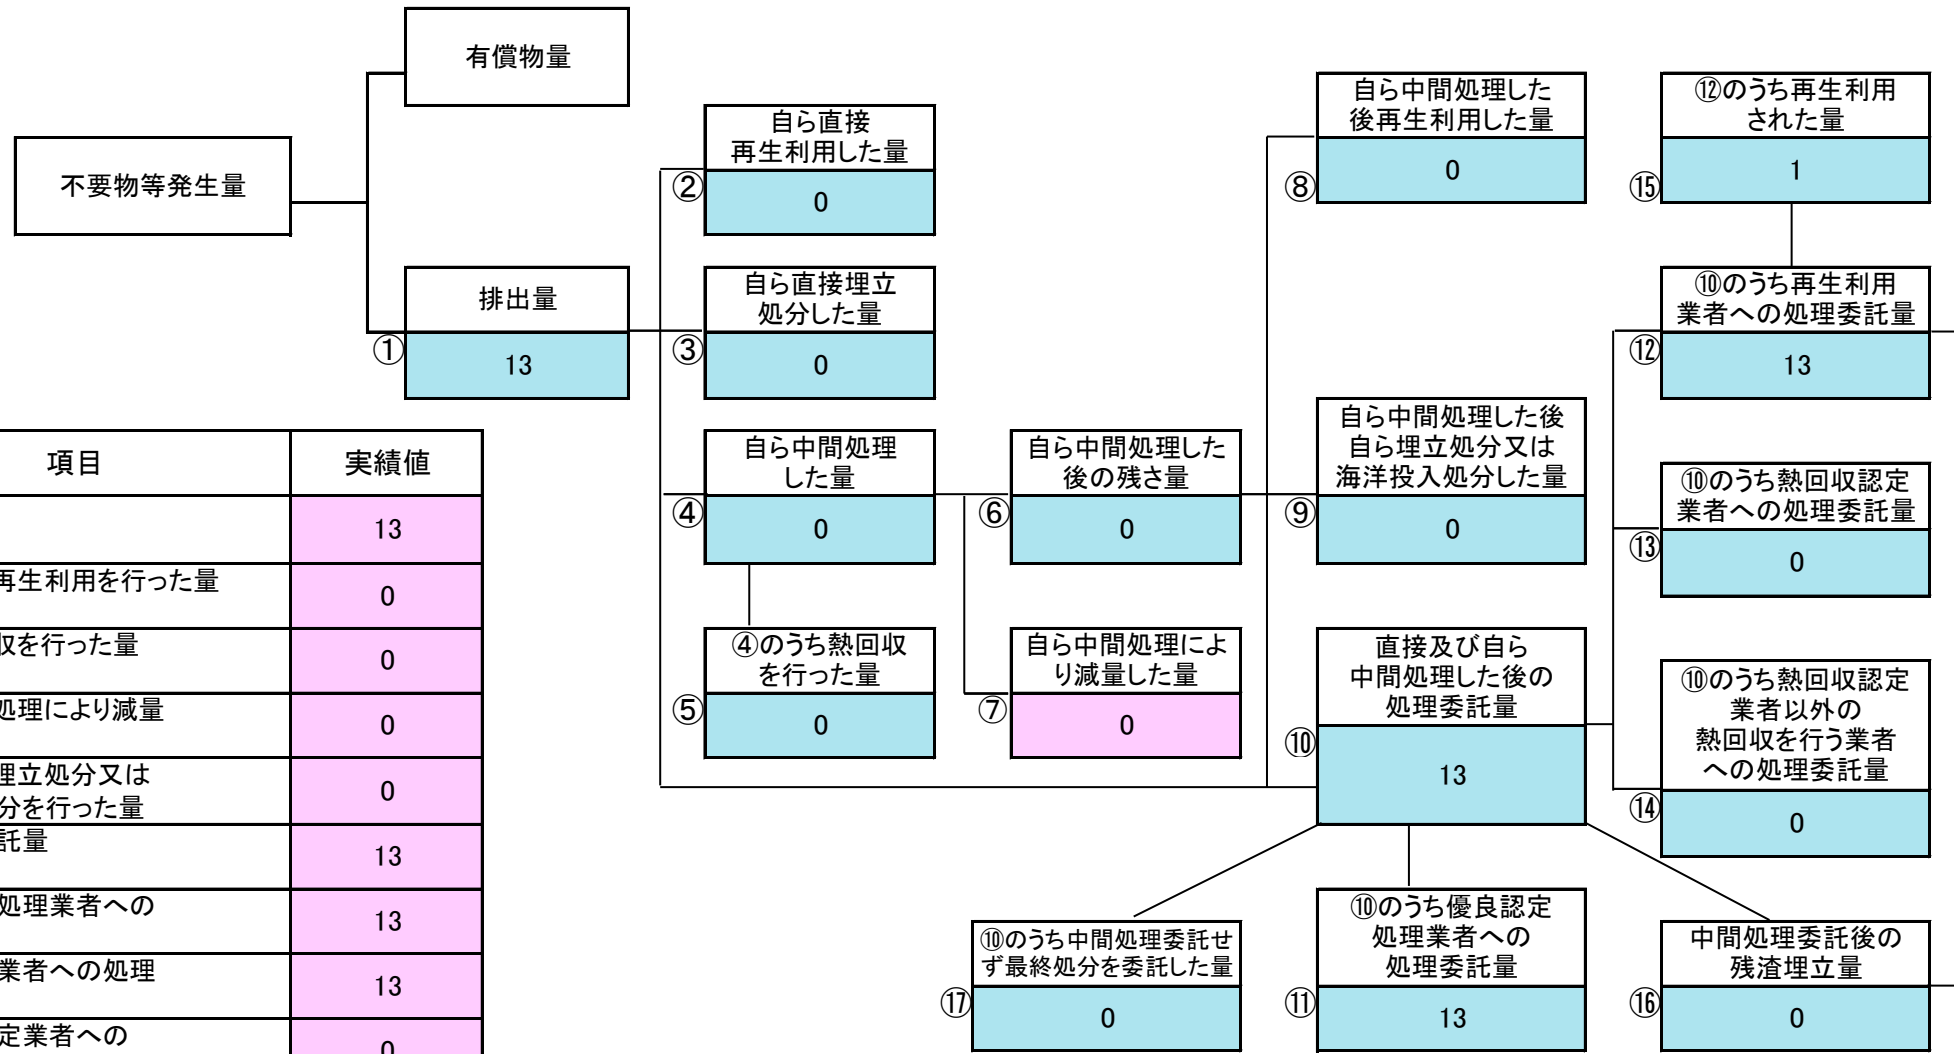 有償物量
不要物等発生量
排出量
①
13
自ら直接
再生利用した量
②
0
自ら直接埋立
処分した量
③
0
自ら中間処理
した量
④
0
④のうち熱回収
を行った量
⑤
0
自ら中間処理した
後の残さ量
⑥
0
自ら中間処理によ
り減量した量
⑦
0
自ら中間処理した
後再生利用した量
⑧
0
自ら中間処理した後
自ら埋立処分又は
海洋投入処分した量
⑨
0
直接及び自ら
中間処理した後の
処理委託量
⑩
13
⑫のうち再生利用
された量
⑮
1
⑩のうち再生利用
業者への処理委託量
⑫
13
⑩のうち熱回収認定
業者への処理委託量
⑬
0
⑩のうち熱回収認定
業者以外の
熱回収を行う業者
への処理委託量
⑭
0
⑩のうち中間処理委託せ
ず最終処分を委託した量
⑰
0
⑩のうち優良認定
処理業者への
処理委託量
⑪
13
中間処理委託後の
残渣埋立量
⑯
0
項目 実績値
13
再生利用を行った量
0
収を行った量
0
処理により減量
0
埋立処分又は
分を行った量
0
託量
13
処理業者への
13
業者への処理
13
定業者への
0